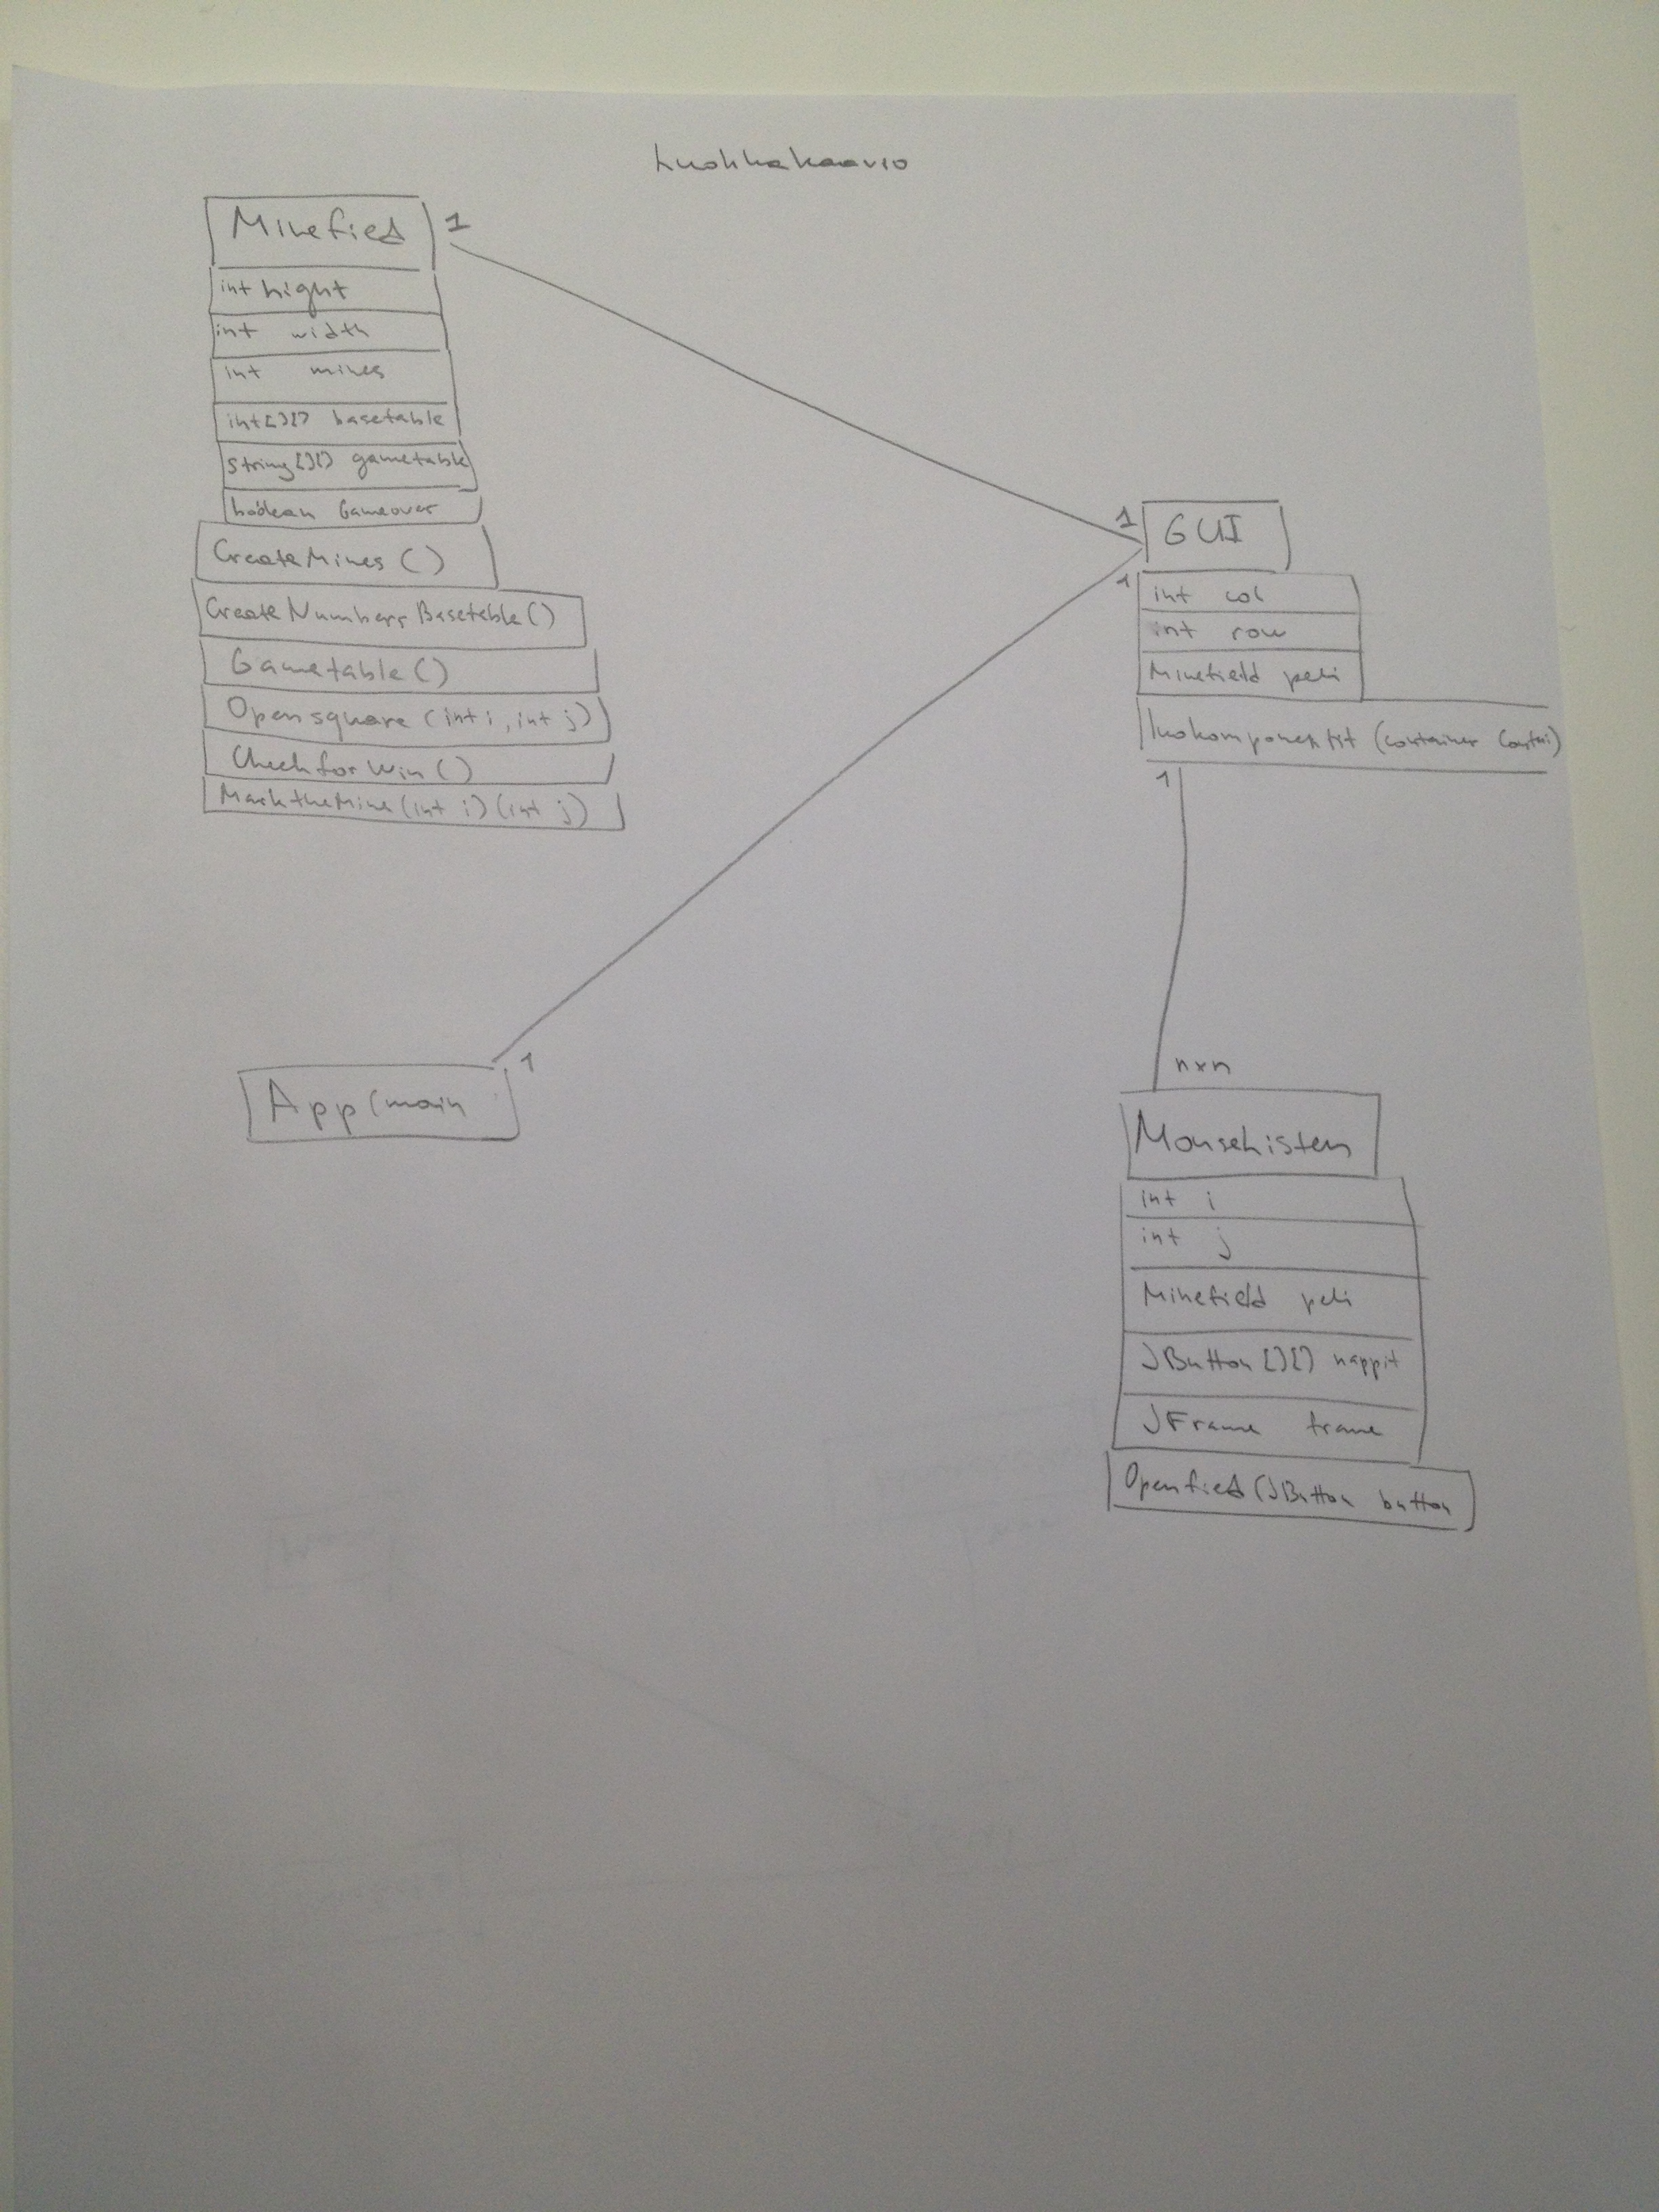 Luokkakaavio
Minefied
1
int hight
int width
int mines
int[][] basetable
String[][] gametable
boolean Gameover
CreateMines ()
CreateNumbersBasetable()
Gametable()
Opensquare (int i, int j)
CheckforWin ()
MarktheMine (int i) (int j)
1
GUI
1
int col
int row
Minefield peli
luokomponentit (container
1
App (main
1
nxn
MouseListen
int i
int j
Minefield peli
JButton [][] nappit
JFrame frame
Openfied (JButton button